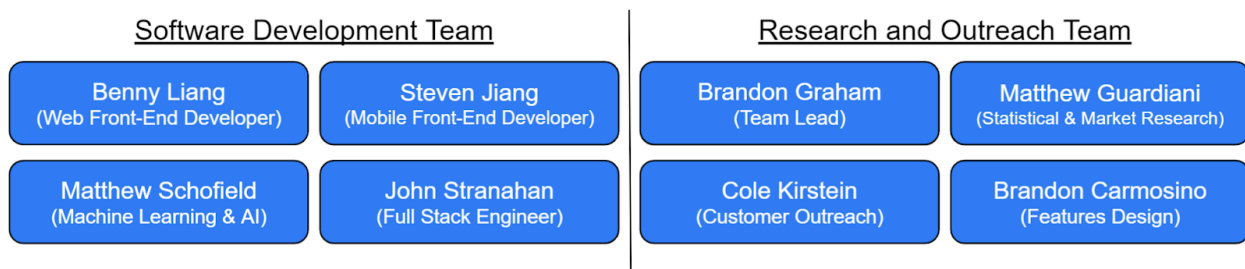 Software Development Team
Benny Liang
(Web Front-End Developer)
Steven Jiang
(Mobile Front-End Developer)
Matthew Schofield
(Machine Learning & AI)
John Stranahan
(Full Stack Engineer)
Research and Outreach Team
Brandon Graham
(Team Lead)
Matthew Guardiani
(Statistical & Market Research)
Cole Kirstein
(Customer Outreach)
Brandon Carmosino
(Features Design)